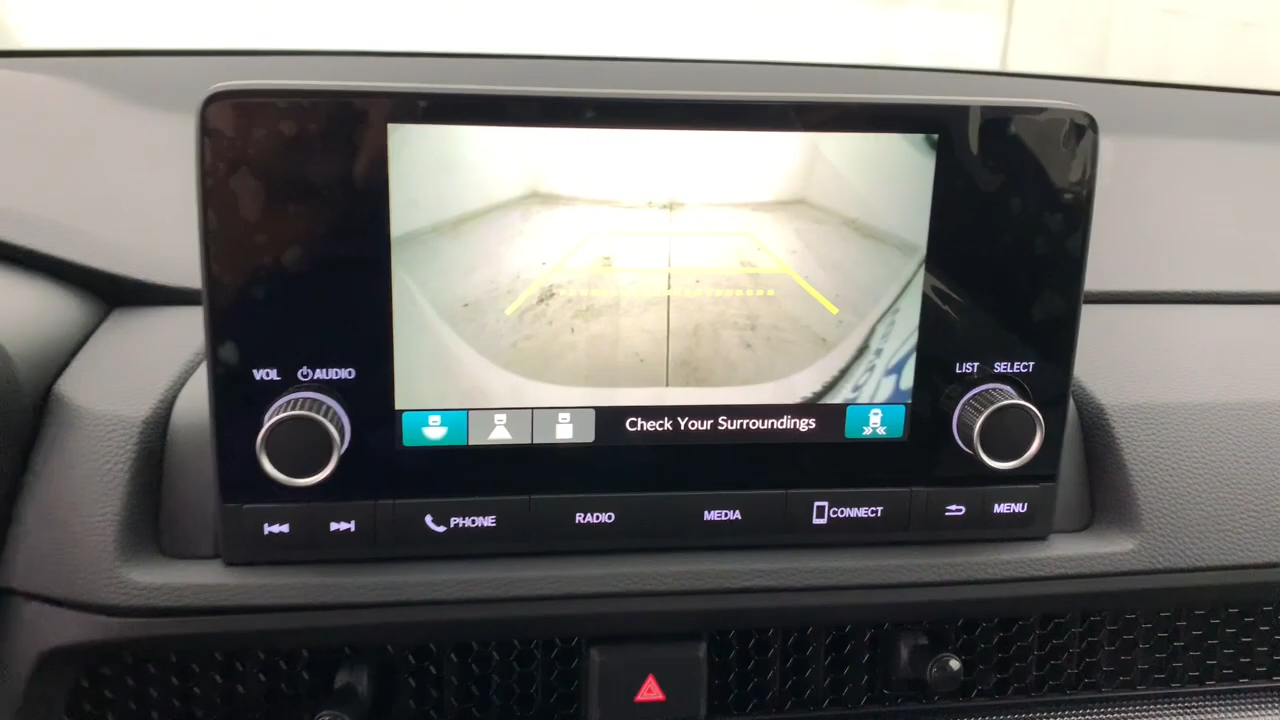 VOL AUDIO
LIST SELECT
Check Your Surroundings
PHONE
RADIO
MEDIA
CONNECT
MENU